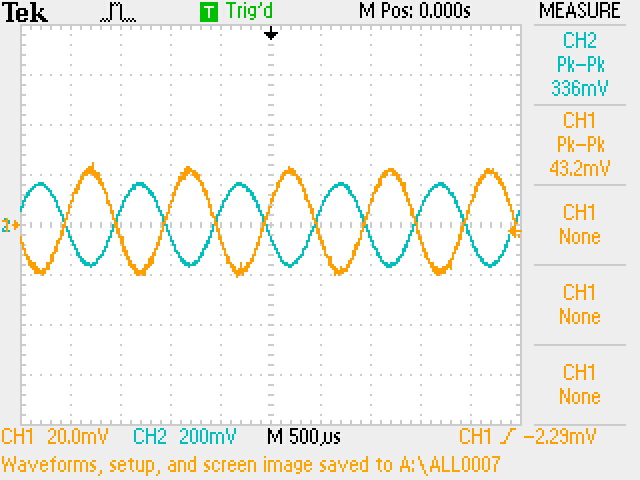 Tek T Trig'd M Pos: 0.000s MEASURE
CH2
Pk-Pk
336mV
CH1
Pk-Pk
43.2mV
CH1
None
2
CH1
None
CH1
None
CH1 20.0mV CH2 200mV M 500µs CH1 -2.29mV
Waveforms, setup, and screen image saved to A:\ALL0007